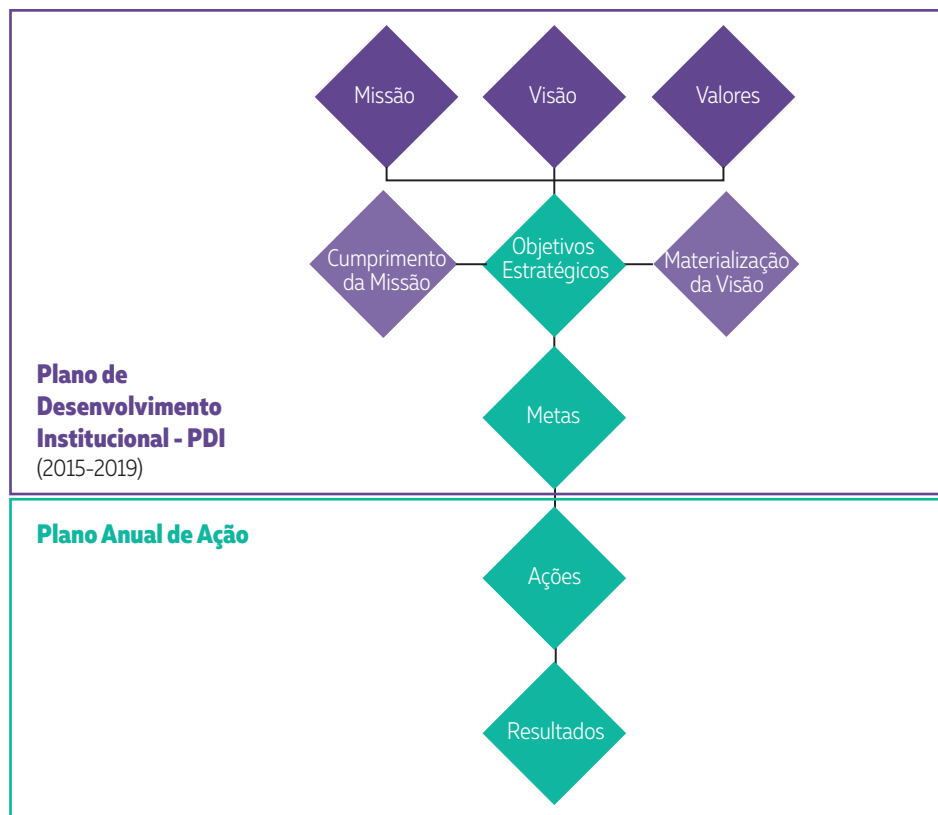 Missão
Visão
Valores
Cumprimento
da Missão
Objetivos
Estratégicos
Materialização
da Visão
Plano de
Desenvolvimento
Institucional - PDI
(2015-2019)
Metas
Plano Anual de Ação
Ações
Resultados